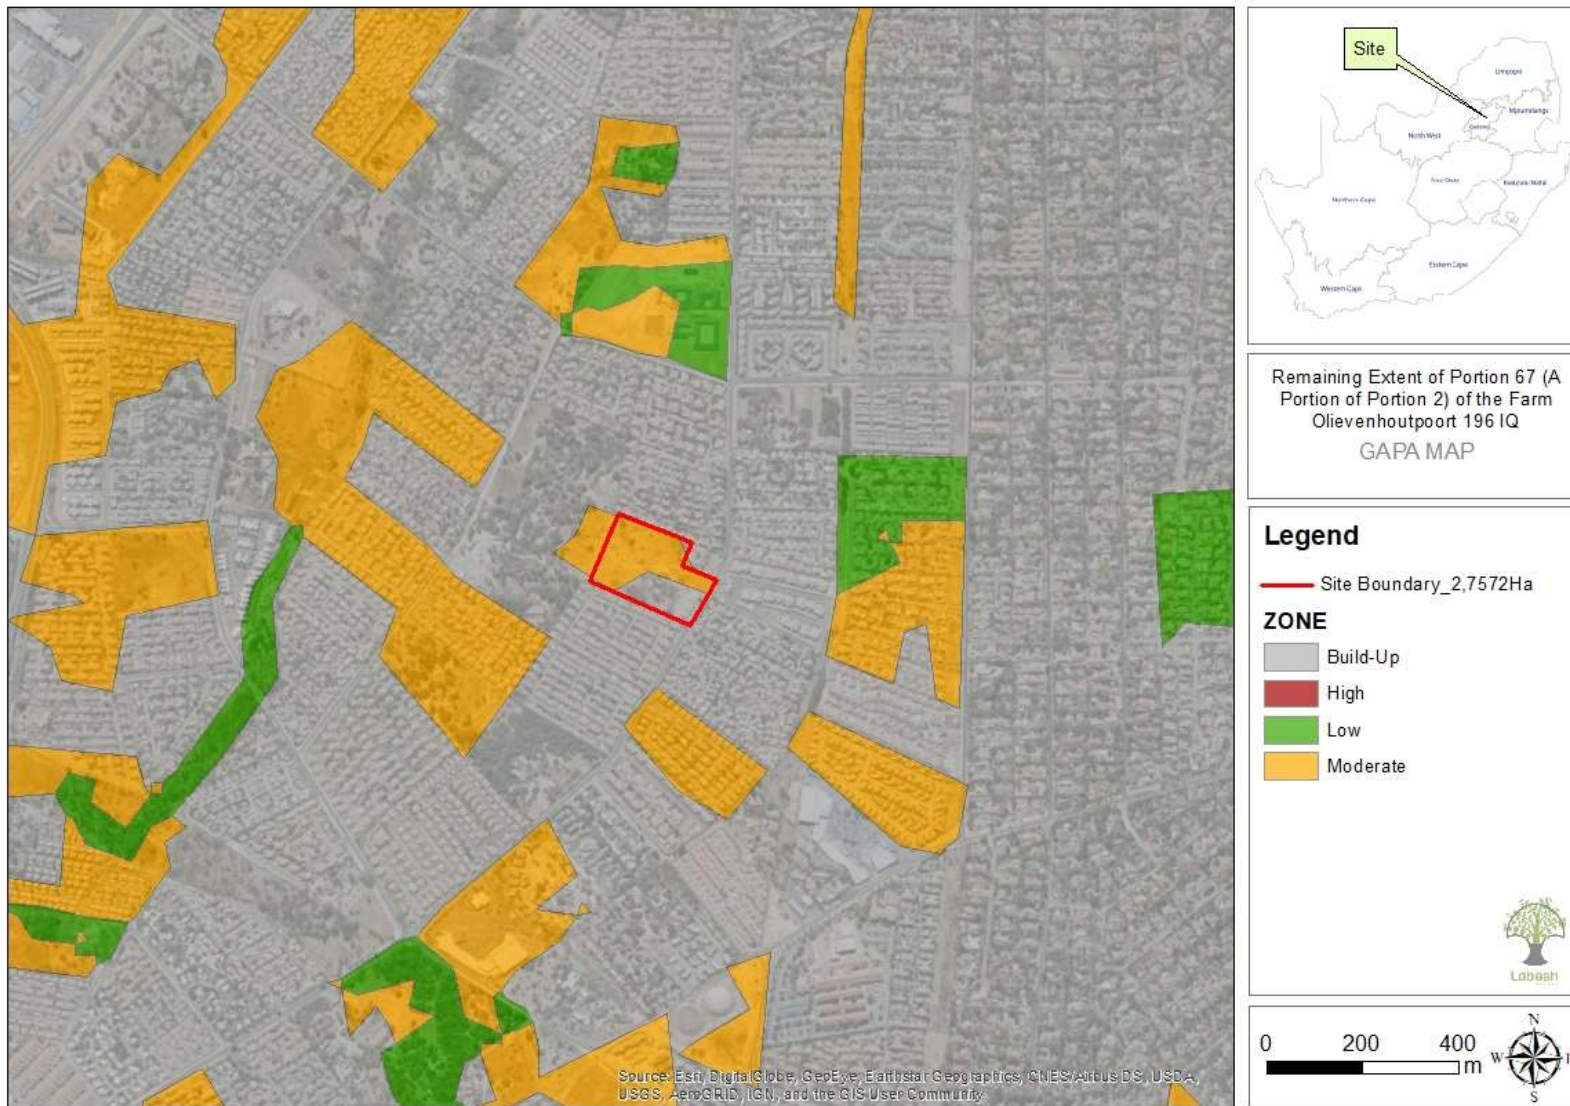 Site
Limpopo
Mpumalanga
North West
Gauteng
Free State
KwaZulu Natal
Northern Cape
Eastern Cape
Western Cape
Remaining Extent of Portion 67 (A
Portion of Portion 2) of the Farm
Olievenhoutpoort 196 IQ
GAPA MAP
Legend
Site Boundary_2,7572Ha
ZONE
Build-Up
High
Low
Moderate
Labesh
0 200 400
m
N
W
S
Source: Esri, DigitalGlobe, GeoEye, Earthstar Geographics, CNES/Airbus DS, USDA,
USGS, AeroGRID, IGN, and the GIS User Community